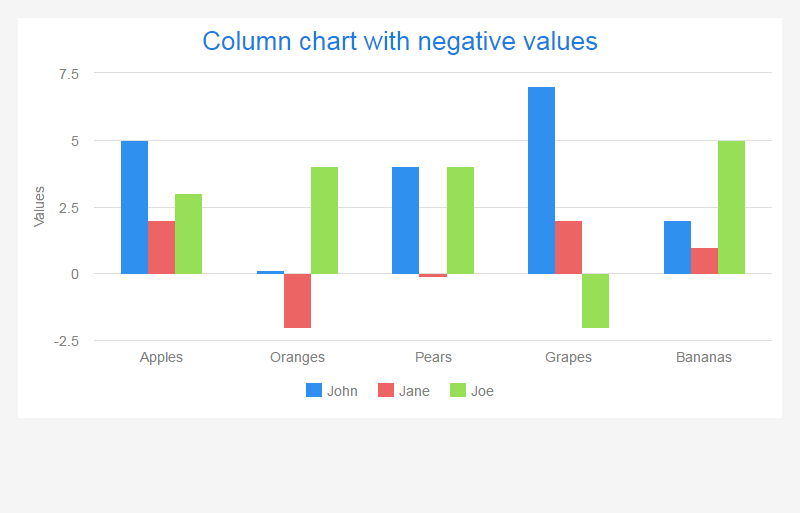 Column chart with negative values
7.5
5
2.5
0
-2.5
Values
Apples Oranges Pears Grapes Bananas
John Jane Joe